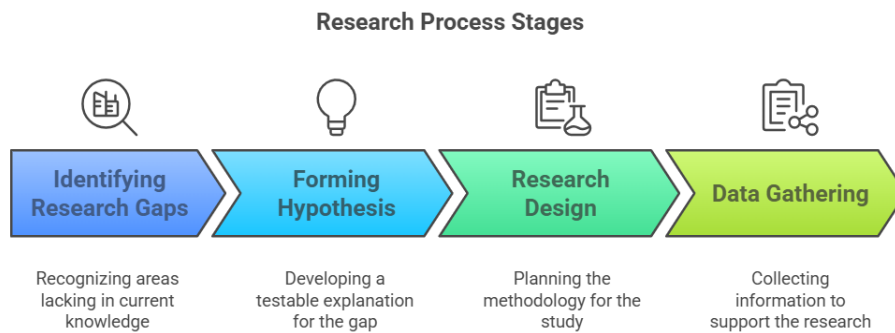 Research Process Stages
Identifying
Research Gaps
Forming
Hypothesis
Research
Design
Data Gathering
Recognizing areas
lacking in current
knowledge
Developing a
testable explanation
for the gap
Planning the
methodology for the
study
Collecting
information to
support the research